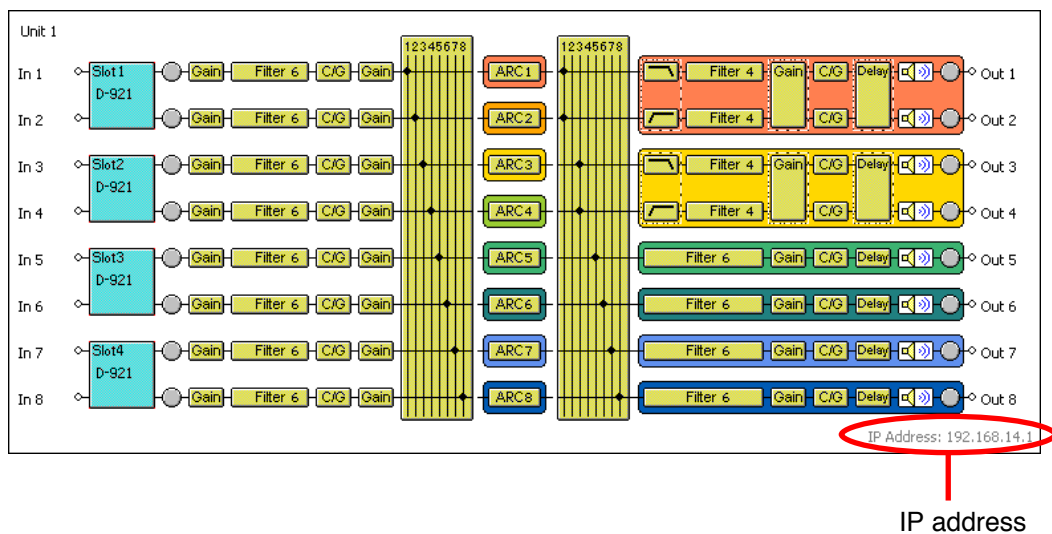 Unit 1
12345678 12345678
In 1 Slot1 D-921 Gain Filter 6 C/G Gain ARC1 Filter 4 Gain C/G Delay Out 1
In 2 Gain Filter 6 C/G Gain ARC2 Filter 4 C/G Out 2
In 3 Slot2 D-921 Gain Filter 6 C/G Gain ARC3 Filter 4 Gain C/G Delay Out 3
In 4 Gain Filter 6 C/G Gain ARC4 Filter 4 C/G Out 4
In 5 Slot3 D-921 Gain Filter 6 C/G Gain ARC5 Filter 6 Gain C/G Delay Out 5
In 6 Gain Filter 6 C/G Gain ARC6 Filter 6 Gain C/G Delay Out 6
In 7 Slot4 D-921 Gain Filter 6 C/G Gain ARC7 Filter 6 Gain C/G Delay Out 7
In 8 Gain Filter 6 C/G Gain ARC8 Filter 6 Gain C/G Delay Out 8
IP Address: 192.168.14.1
IP address